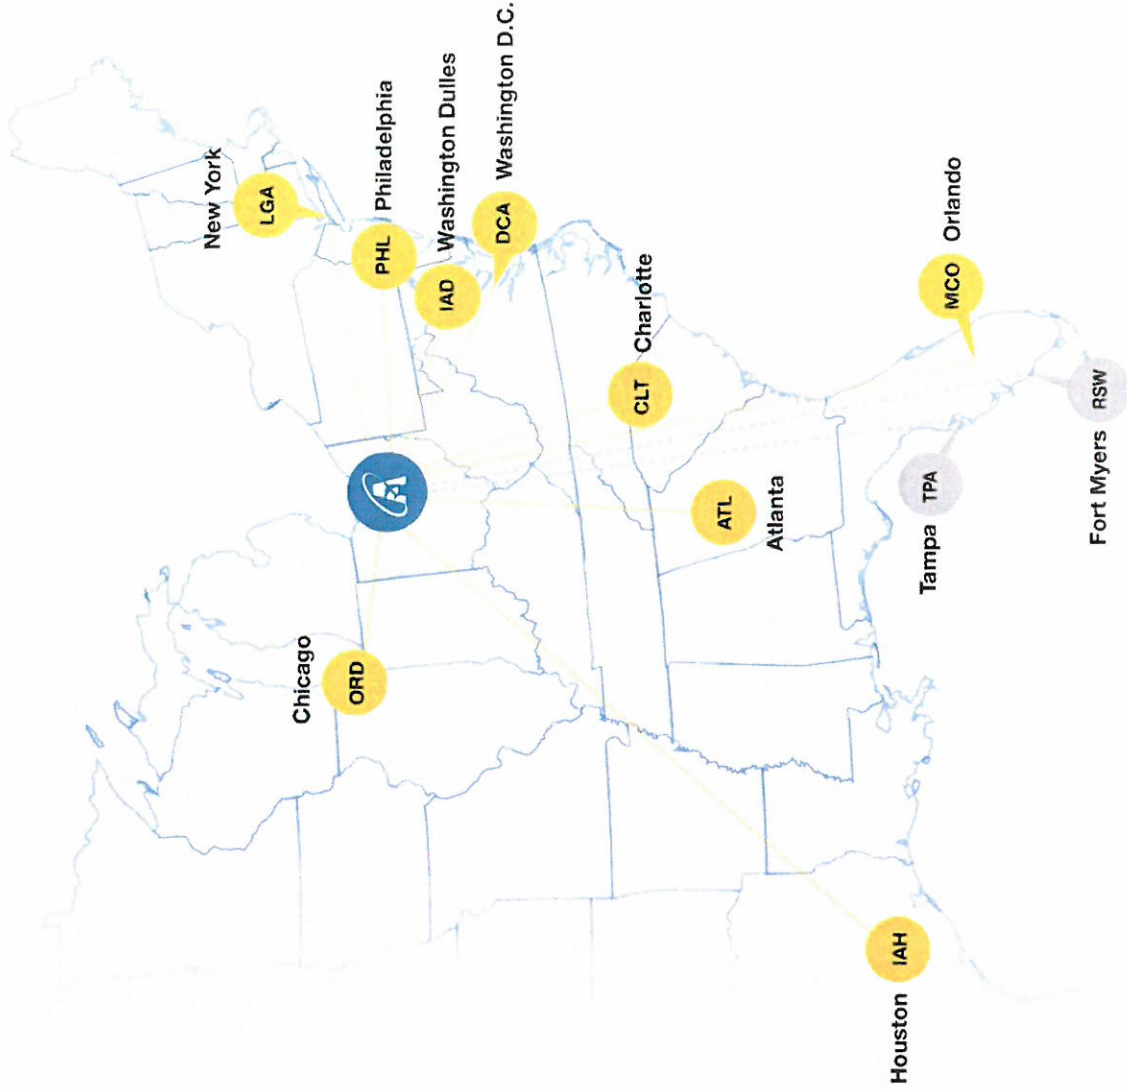 New York
LGA
PHL
Philadelphia
IAD
Washington Dulles
DCA
Washington D.C.
Chicago
ORD
CLT
Charlotte
ATL
Atlanta
MCO
Orlando
Tampa
TPA
Fort Myers
RSW
Houston
IAH